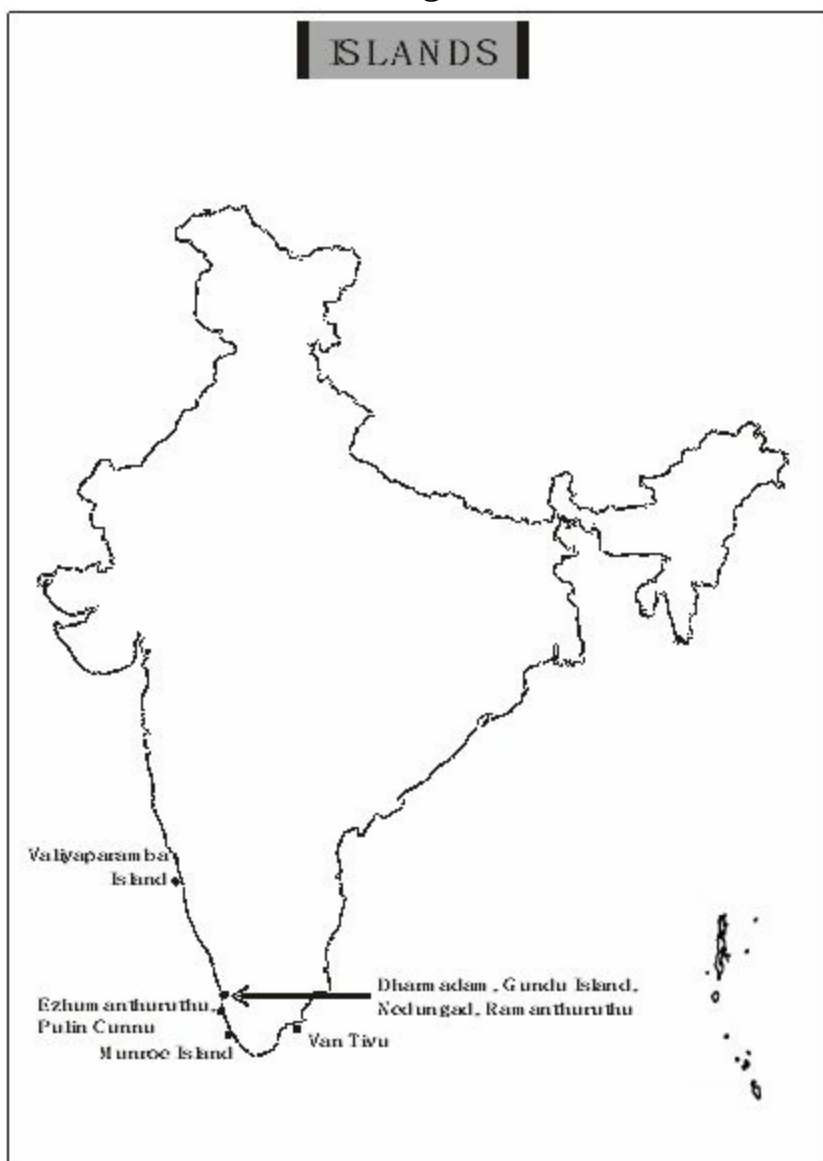 ISLANDS
Valiyaparamba
Island
Dharmadam, Gundu Island,
Nedungad, Ramanthuruthu
Ezhumanthuruthu,
Pulin Cunnu
Munroe Island
Van Tivu